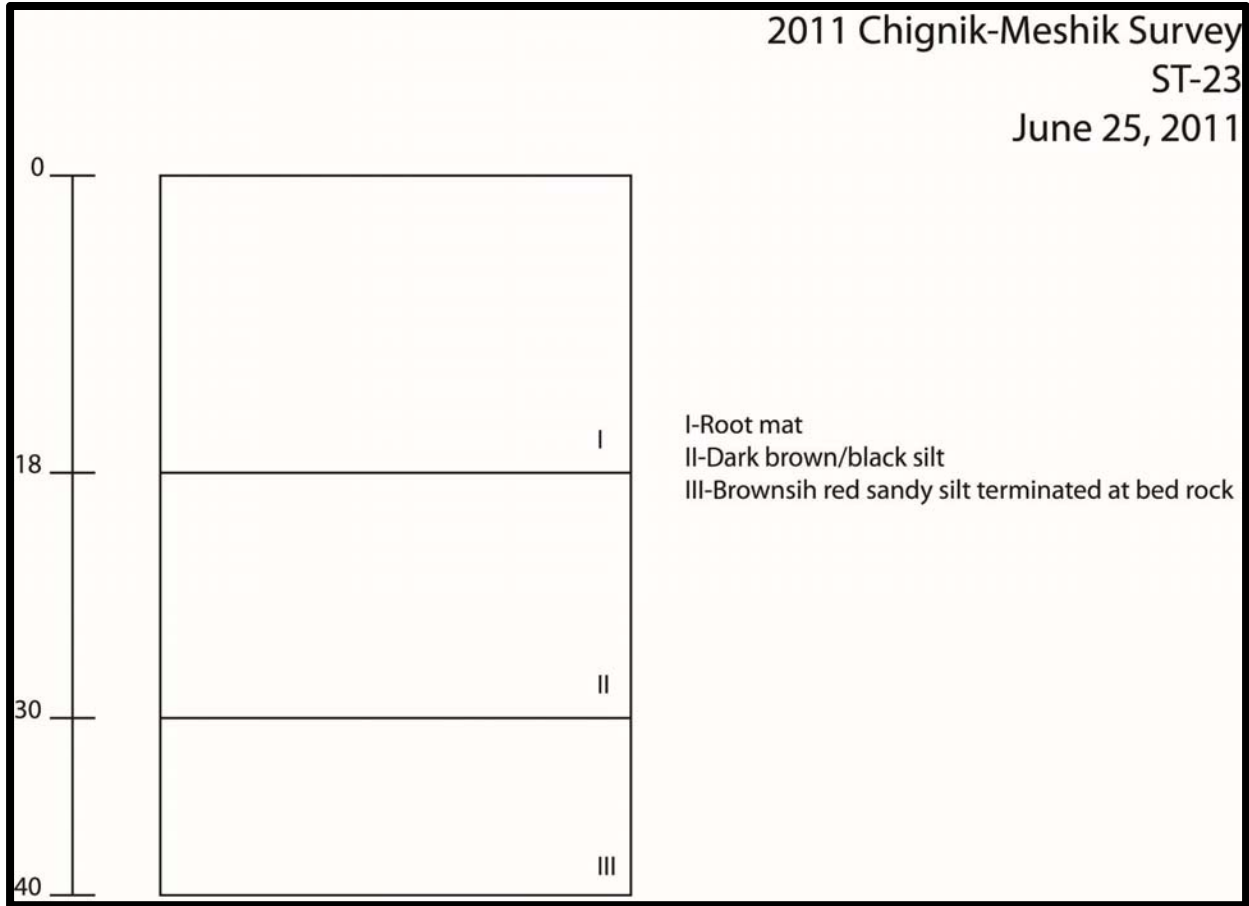 2011 Chignik-Meshik Survey
ST-23
June 25, 2011
0
18
30
40
I
II
III
I-Root mat
II-Dark brown/black silt
III-Brownsih red sandy silt terminated at bed rock